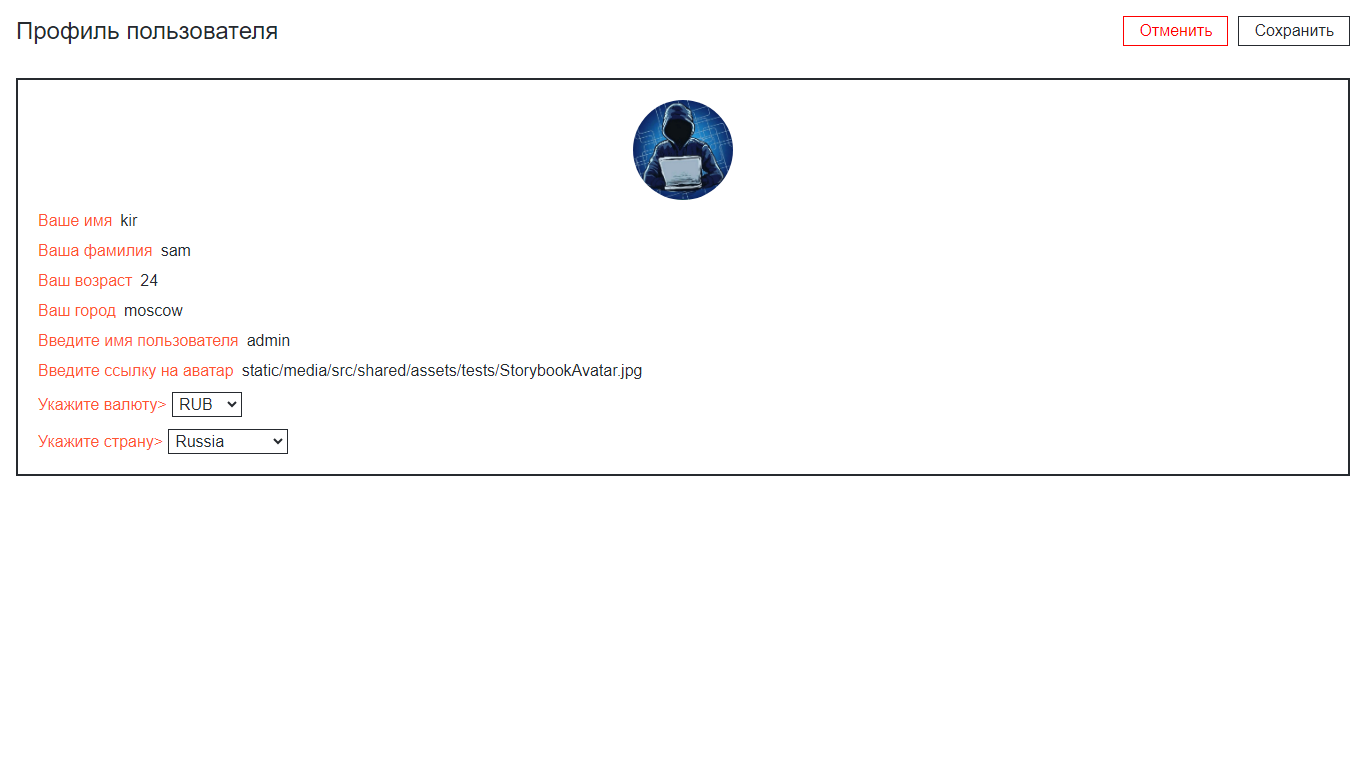 Профиль пользователя
Отменить
Сохранить
Ваше имя kir
Ваша фамилия sam
Ваш возраст 24
Ваш город moscow
Введите имя пользователя admin
Введите ссылку на аватар static/media/src/shared/assets/tests/StorybookAvatar.jpg
Укажите валюту> RUB
Укажите страну> Russia